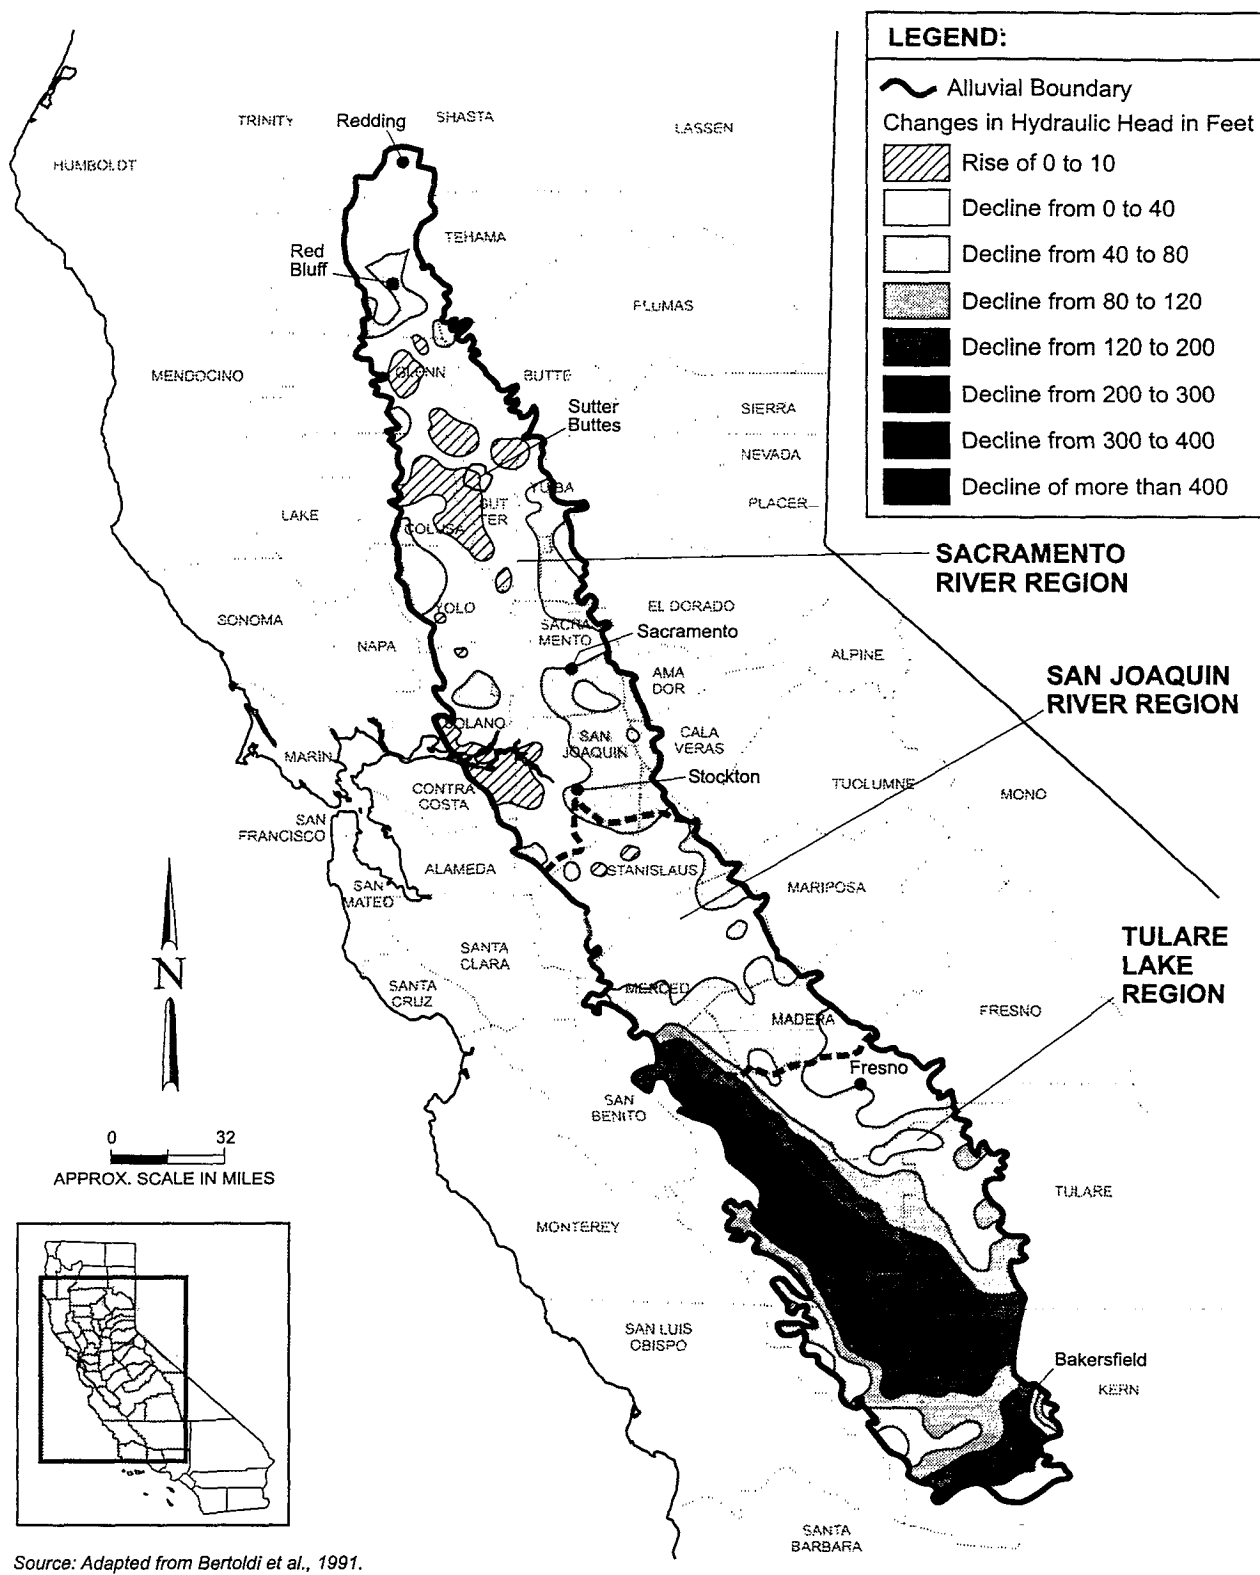 LEGEND:
Alluvial Boundary
Changes in Hydraulic Head in Feet
Rise of 0 to 10
Decline from 0 to 40
Decline from 40 to 80
Decline from 80 to 120
Decline from 120 to 200
Decline from 200 to 300
Decline from 300 to 400
Decline of more than 400
TRINITY
Redding
SHASTA
LASSEN
HUMBOLDT
TEHAMA
Red
Bluff
PLUMAS
MENDOCINO
GLENN
BUTTE
Sutter
Buttes
SIERRA
NEVADA
YUBA
PLACER
LAKE
COLUSA
SUT
TER
SACRAMENTO
RIVER REGION
SONOMA
YOLO
NAPA
EL DORADO
SACRA
MENTO
Sacramento
ALPINE
AMA
DOR
SAN JOAQUIN
RIVER REGION
SOLANO
SAN
JOAQUIN
CALA
VERAS
MARIN
CONTRA
COSTA
Stockton
TUOLUMNE
MONO
SAN
FRANCISCO
ALAMEDA
STANISLAUS
SAN
MATEO
MARIPOSA
SANTA
CLARA
TULARE
LAKE
REGION
N
SANTA
CRUZ
MERCED
MADERA
FRESNO
Fresno
SAN
BENITO
0 32
APPROX. SCALE IN MILES
TULARE
MONTEREY
SAN LUIS
OBISPO
Bakersfield
KERN
SANTA
BARBARA
Source: Adapted from Bertoldi et al., 1991.